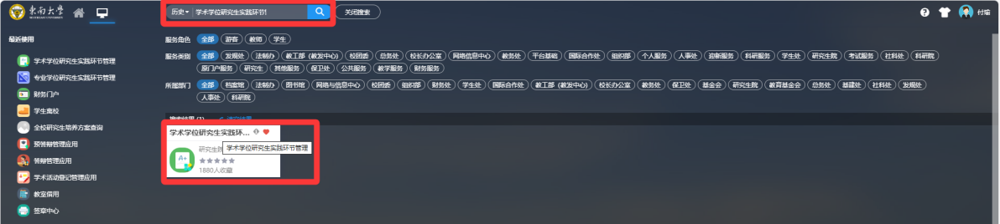 东南大学
历史 学术学位研究生实践环节
关闭搜索
付瑜
最近使用
学术学位研究生实践环节管理
专业学位研究生实践环节管理
财务门户
学生离校
全校研究生培养方案查询
预答辩管理应用
答辩管理应用
学术活动登记管理应用
教室借用
签章中心
服务角色 全部 游客 教师 学生
服务类别 全部 发规处 法制办 教工部（教发中心） 校团委 总务处 校长办公室 网络信息中心 教务处 平台基础 国际合作处 组织部 个人服务 人事处 迎新服务 科研服务 学生处 研究生院 考试服务 社科处 科研院
原门户服务 研究生 其他服务 保卫处 公共服务 教学服务 财务服务
所属部门 全部 档案馆 法制办 图书馆 网络与信息中心 校团委 组织部 财务处 学生处 国际合作处 教工部（教发中心） 校长办公室 教务处 保卫处 基金会 研究生院 教育基金会 总务处 基建处 社科处 发规处
人事处 科研院
搜索结果 (1) 清空结果
学术学位研究生实践环...
研究生院
学术学位研究生实践环节管理
A+
1880人收藏